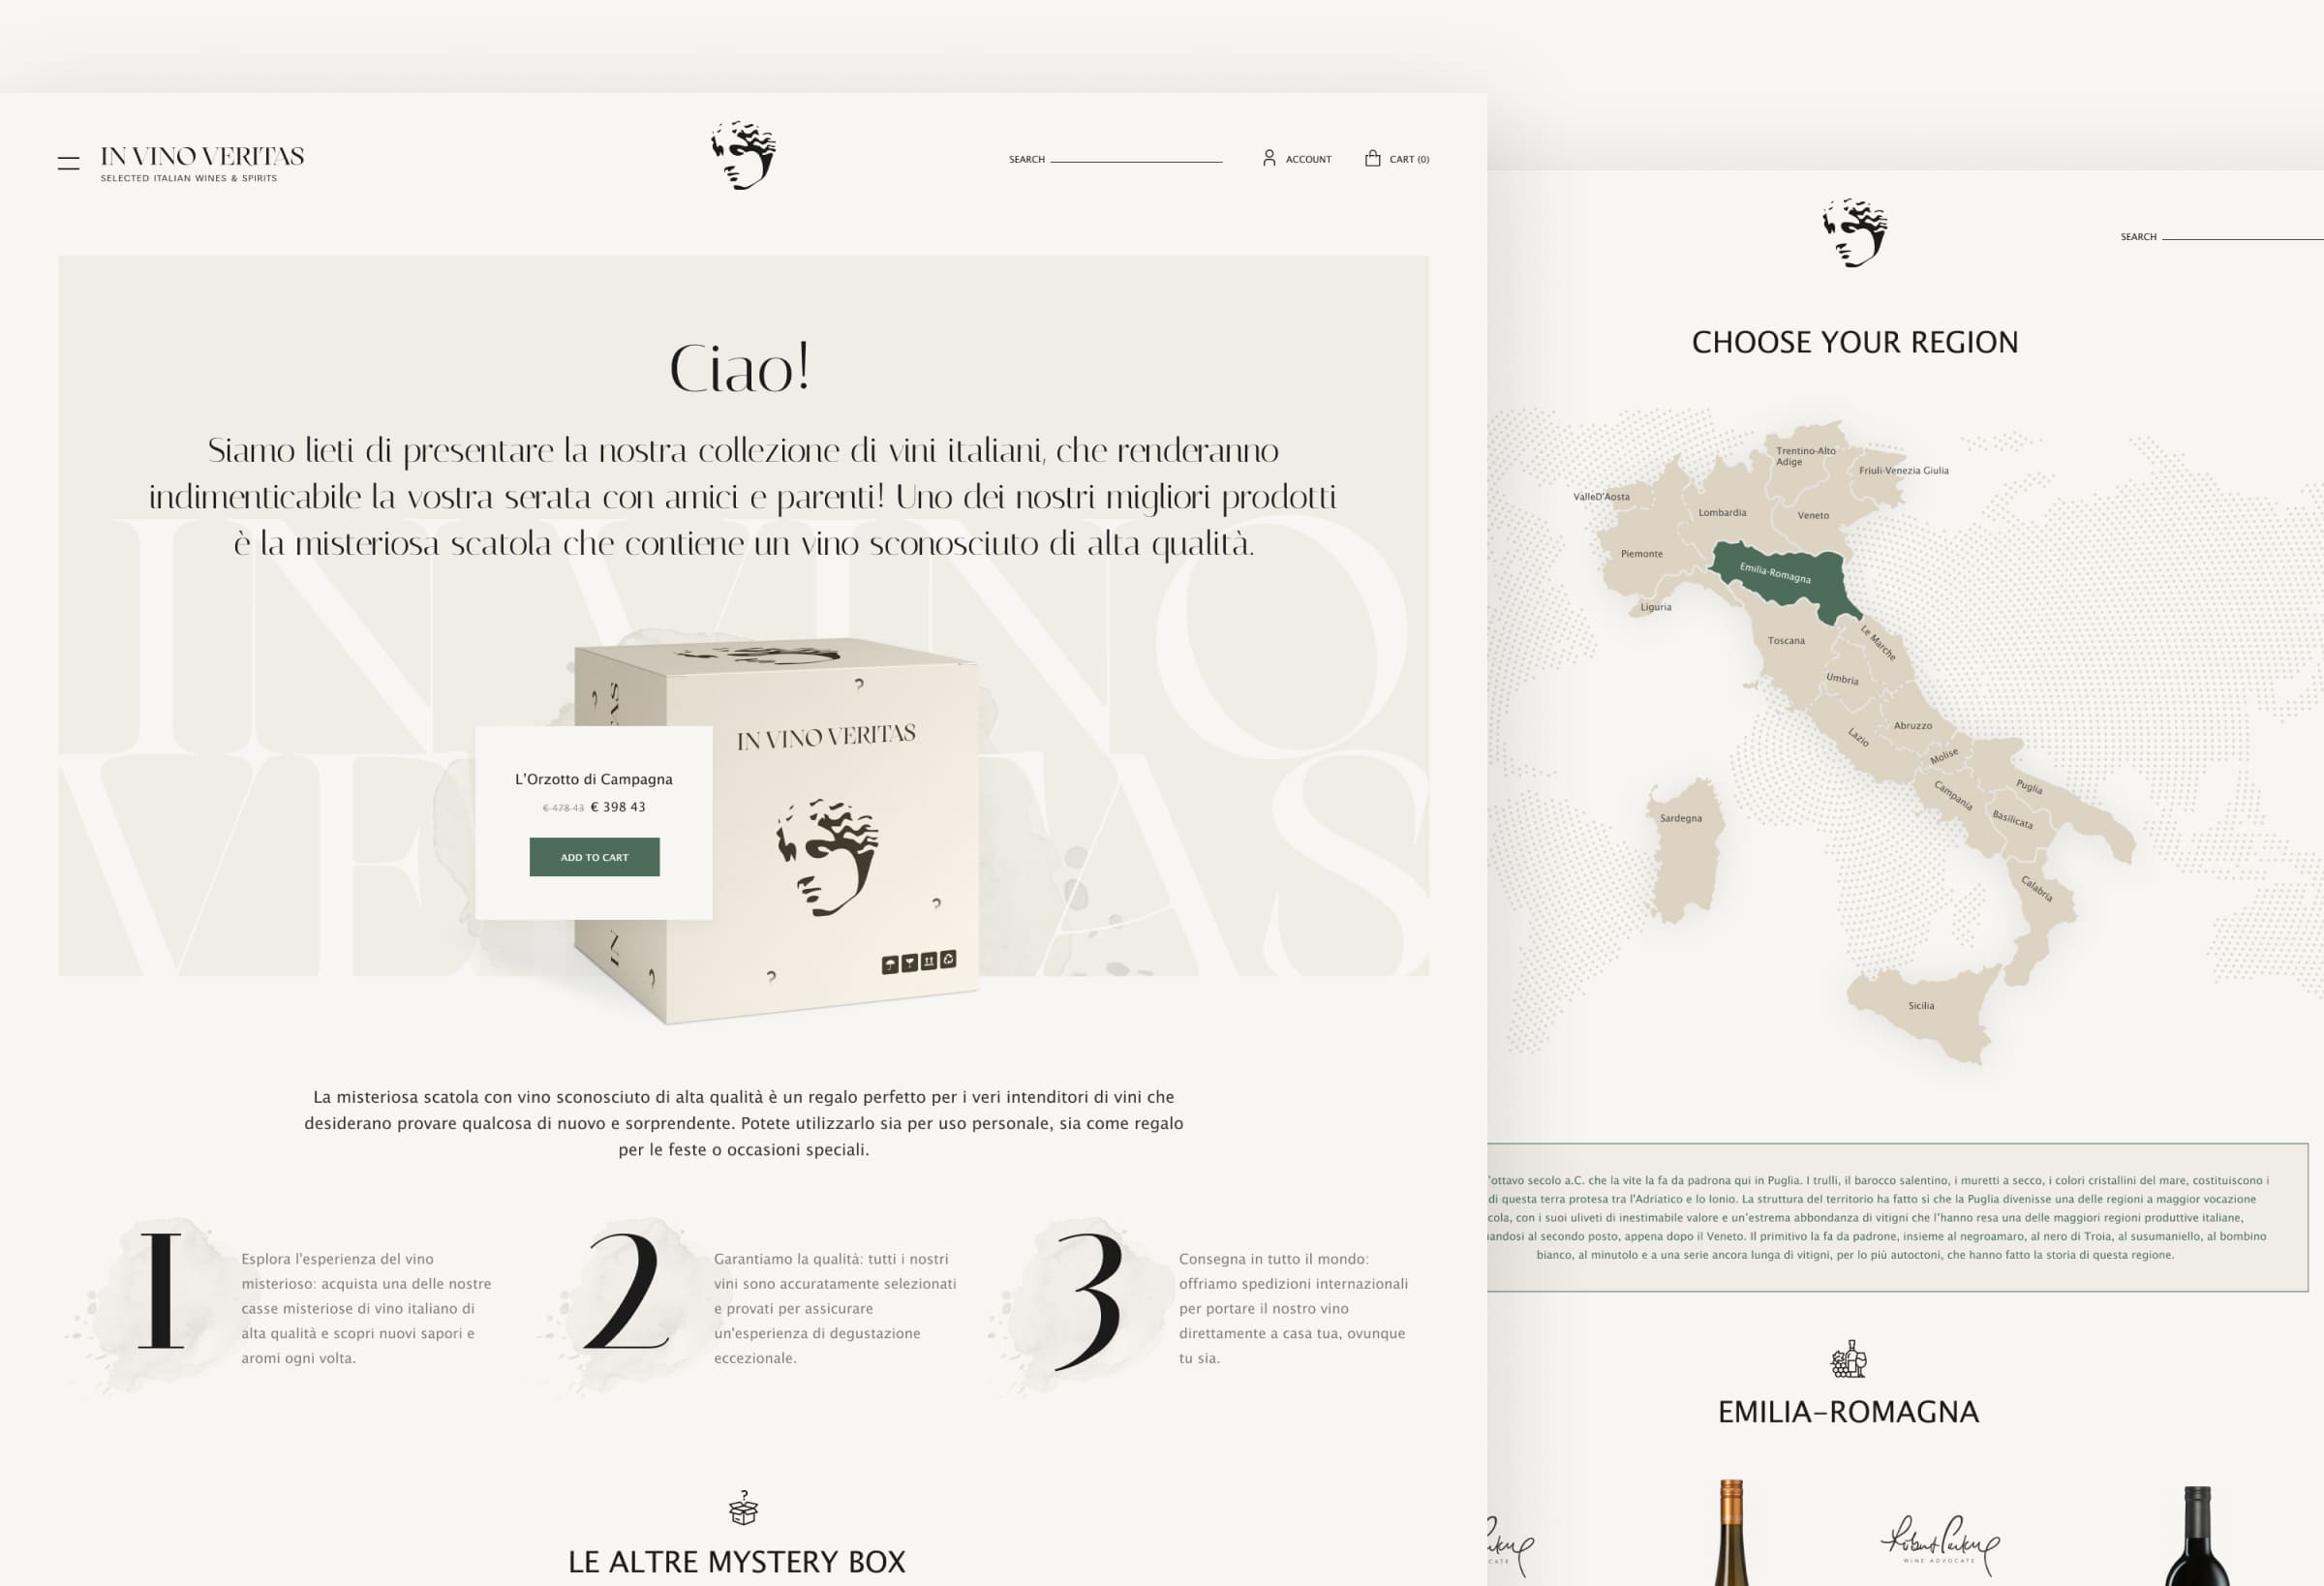 IN VINO VERITAS
SELECTED ITALIAN WINES & SPIRITS
SEARCH
ACCOUNT
CART (0)
Ciao!
Siamo lieti di presentare la nostra collezione di vini italiani, che renderanno
indimenticabile la vostra serata con amici e parenti! Uno dei nostri migliori prodotti
è la misteriosa scatola che contiene un vino sconosciuto di alta qualità.
IN VINO
VERITAS
? ? ? ? ?
IN VINO VERITAS
L'Orzotto di Campagna
€ 478 43 € 398 43
ADD TO CART
La misteriosa scatola con vino sconosciuto di alta qualità è un regalo perfetto per i veri intenditori di vini che
desiderano provare qualcosa di nuovo e sorprendente. Potete utilizzarlo sia per uso personale, sia come regalo
per le feste o occasioni speciali.
1
Esplora l'esperienza del vino
misterioso: acquista una delle nostre
casse misteriose di vino italiano di
alta qualità e scopri nuovi sapori e
aromi ogni volta.
2
Garantiamo la qualità: tutti i nostri
vini sono accuratamente selezionati
e provati per assicurare
un'esperienza di degustazione
eccezionale.
3
Consegna in tutto il mondo:
offriamo spedizioni internazionali
per portare il nostro vino
direttamente a casa tua, ovunque
tu sia.
LE ALTRE MYSTERY BOX
SEARCH
CHOOSE YOUR REGION
Trentino-Alto
Adige
Friuli-Venezia Giulia
ValleD'Aosta
Lombardia
Veneto
Piemonte
Emilia-Romagna
Liguria
Toscana
Le Marche
Umbria
Abruzzo
Lazio
Molise
Puglia
Campania
Basilicata
Sardegna
Calabria
Sicilia
'ottavo secolo a.C. che la vite la fa da padrona qui in Puglia. I trulli, il barocco salentino, i muretti a secco, i colori cristallini del mare, costituiscono i
di questa terra protesa tra l'Adriatico e lo Ionio. La struttura del territorio ha fatto sì che la Puglia divenisse una delle regioni a maggior vocazione
cola, con i suoi uliveti di inestimabile valore e un'estrema abbondanza di vitigni che l'hanno resa una delle maggiori regioni produttive italiane,
andosi al secondo posto, appena dopo il Veneto. Il primitivo la fa da padrone, insieme al negroamaro, al nero di Troia, al susumaniello, al bombino
bianco, al minutolo e a una serie ancora lunga di vitigni, per lo più autoctoni, che hanno fatto la storia di questa regione.
EMILIA–ROMAGNA
Robert Parker
WINE ADVOCATE